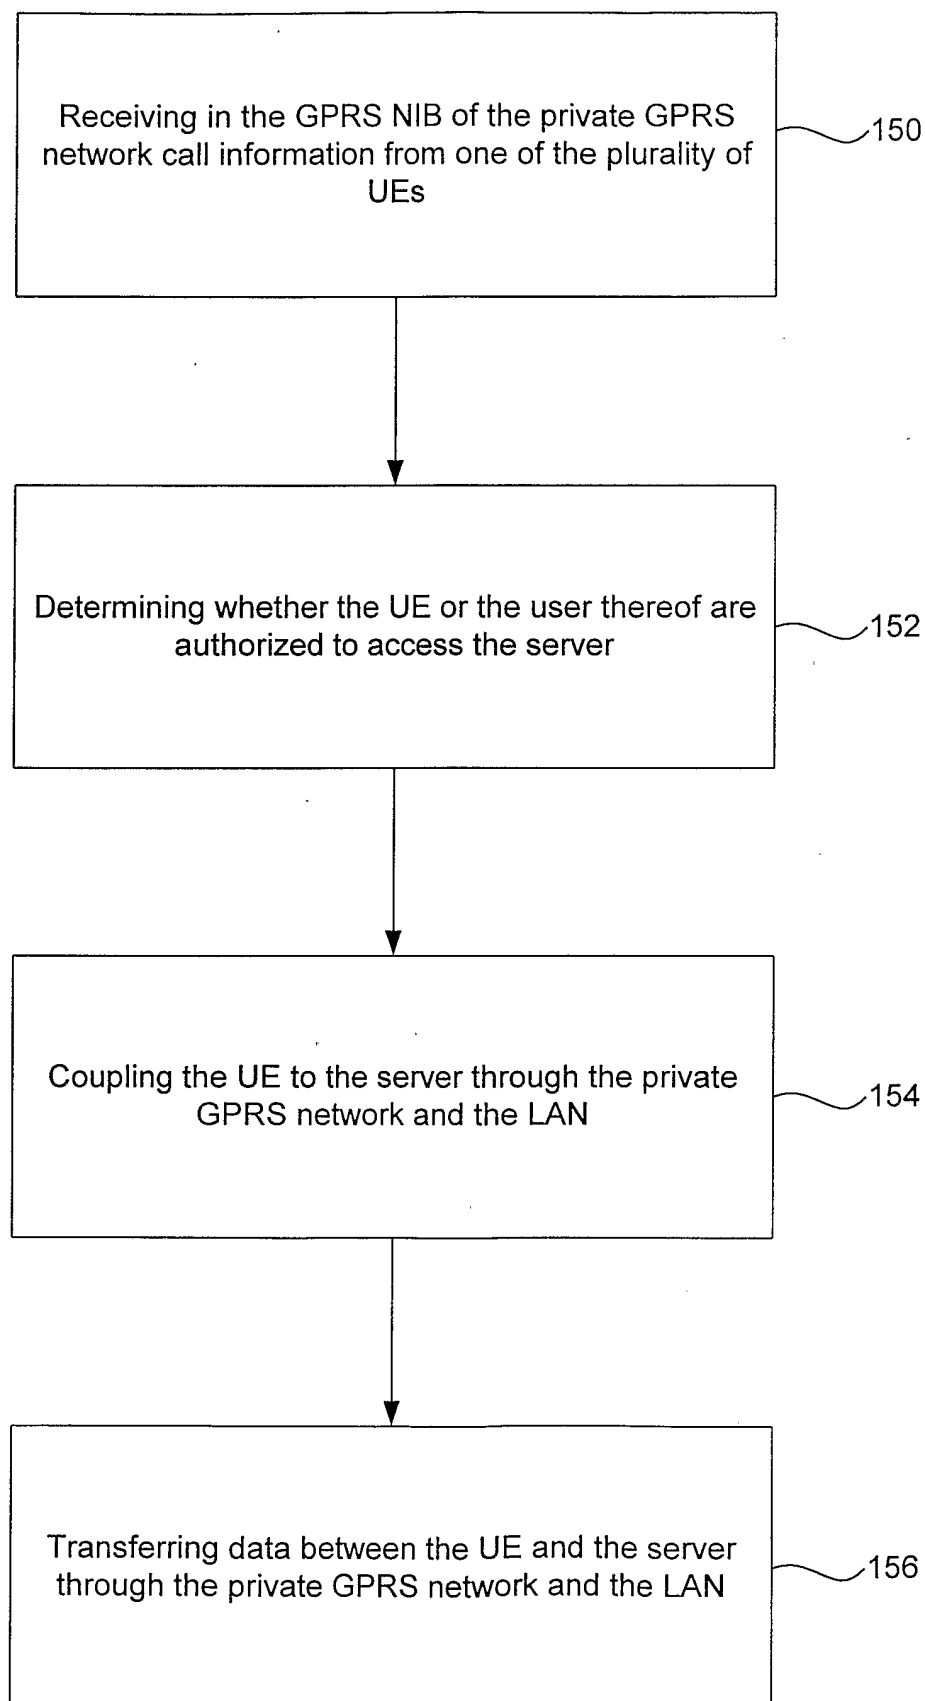 Receiving in the GPRS NIB of the private GPRS
network call information from one of the plurality of
UEs
150
Determining whether the UE or the user thereof are
authorized to access the server
152
Coupling the UE to the server through the private
GPRS network and the LAN
154
Transferring data between the UE and the server
through the private GPRS network and the LAN
156